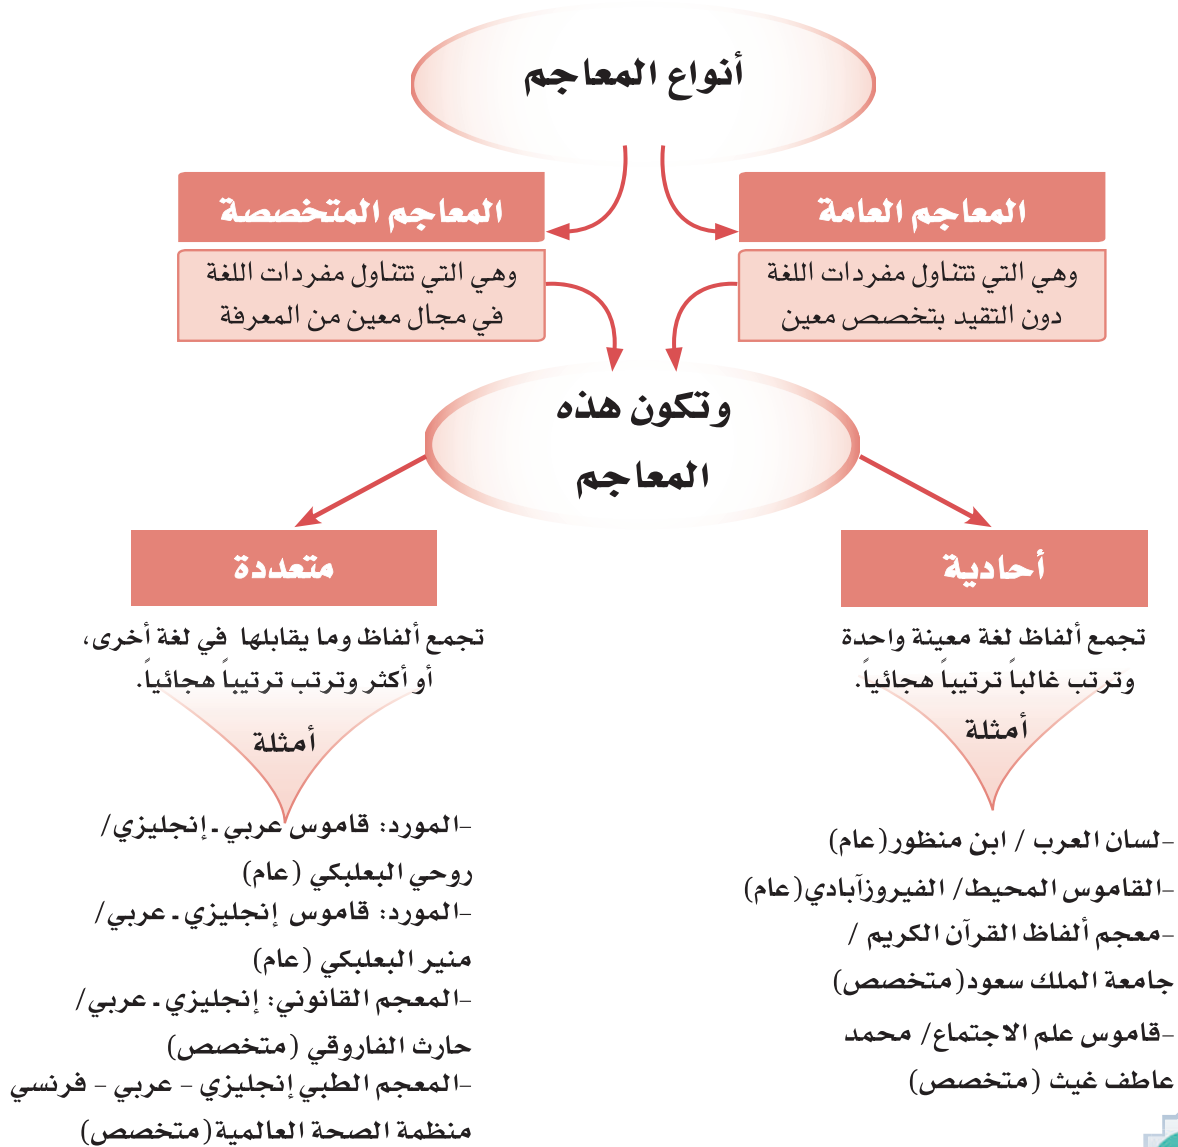 أنواع المعاجم
المعاجم العامة
وهي التي تتناول مفردات اللغة
دون التقيد بتخصص معين
المعاجم المتخصصة
وهي التي تتناول مفردات اللغة
في مجال معين من المعرفة
وتكون هذه
المعاجم
أحادية
تجمع ألفاظ لغة معينة واحدة
وترتب غالباً ترتيباً هجائياً.
أمثلة
-لسان العرب / ابن منظور(عام)
-القاموس المحيط/ الفيروزآبادي(عام)
-معجم ألفاظ القرآن الكريم /
جامعة الملك سعود(متخصص)
-قاموس علم الاجتماع/ محمد
عاطف غيث (متخصص)
متعددة
تجمع ألفاظ وما يقابلها في لغة أخرى،
أو أكثر وترتب ترتيباً هجائياً.
أمثلة
-المورد: قاموس عربي ـ إنجليزي/
روحي البعلبكي (عام)
-المورد: قاموس إنجليزي ـ عربي/
منير البعلبكي (عام)
-المعجم القانوني: إنجليزي ـ عربي/
حارث الفاروقي (متخصص)
-المعجم الطبي إنجليزي - عربي - فرنسي
منظمة الصحة العالمية(متخصص)